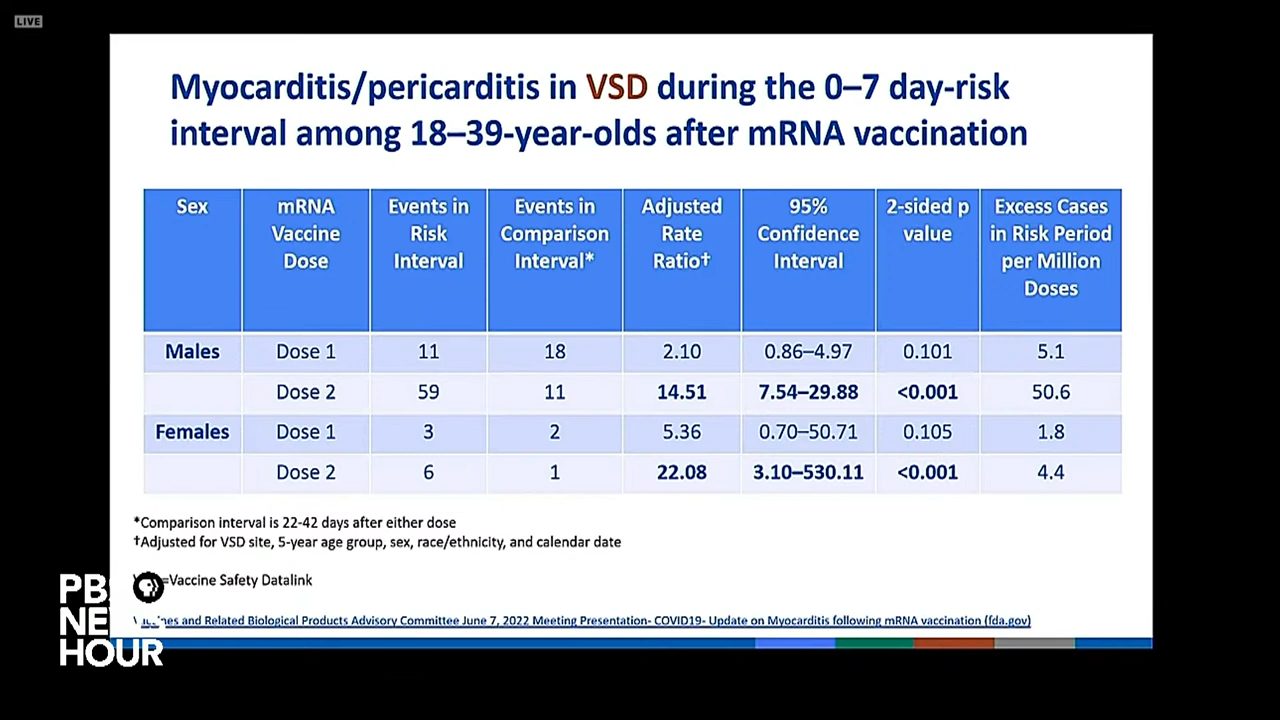 LIVE
Myocarditis/pericarditis in VSD during the 0–7 day-risk
interval among 18–39-year-olds after mRNA vaccination
Sex mRNA Vaccine Dose Events in Risk Interval Events in Comparison Interval* Adjusted Rate Ratio† 95% Confidence Interval 2-sided p value Excess Cases in Risk Period per Million Doses
Males Dose 1 11 18 2.10 0.86–4.97 0.101 5.1
Dose 2 59 11 14.51 7.54–29.88 <0.001 50.6
Females Dose 1 3 2 5.36 0.70–50.71 0.105 1.8
Dose 2 6 1 22.08 3.10–530.11 <0.001 4.4
*Comparison interval is 22-42 days after either dose
†Adjusted for VSD site, 5-year age group, sex, race/ethnicity, and calendar date
=Vaccine Safety Datalink
and Related Biological Products Advisory Committee June 7, 2022 Meeting Presentation- COVID19- Update on Myocarditis following mRNA vaccination (fda.gov)
PBS
NEWS
HOUR